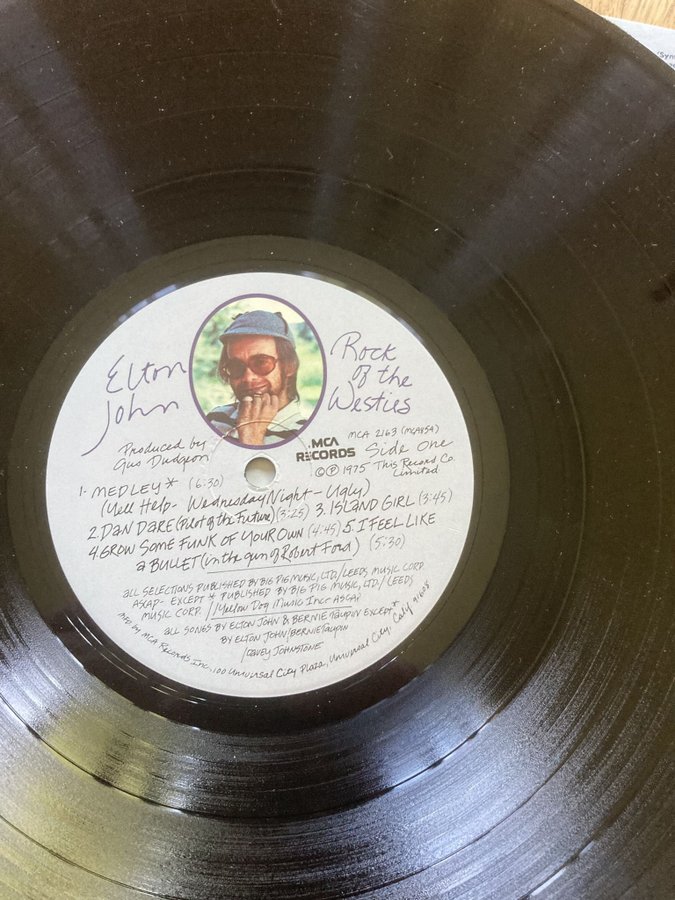 (Syn
Elton
John
Rock
Of the
Westies
Produced by
Gus Dudgeon
MCA
RECORDS
MCA 2163 (MCA854)
Side One
©℗ 1975 This Record Co.
Limited
1. MEDLEY* (6:30)
(Yell Help - Wednesday Night - Ugly)
2. DAN DARE (Pilot of the Future) (3:25) 3. ISLAND GIRL (3:45)
4. GROW SOME FUNK OF YOUR OWN (4:45) 5. I FEEL LIKE
a BULLET (in the gun of Robert Ford) (5:30)
ALL SELECTIONS PUBLISHED BY BIG PIG MUSIC, LTD/LEEDS MUSIC CORP.
ASCAP - EXCEPT 4 PUBLISHED BY BIG PIG MUSIC, LTD./LEEDS
MUSIC CORP. /Yellow Dog Music Inc. ASCAP
ALL SONGS BY ELTON JOHN & BERNIE TAUPIN EXCEPT *
BY ELTON JOHN/BERNIE TAUPIN
/DAVEY JOHNSTONE
Mfd by MCA Records Inc., 100 Universal City Plaza, Universal City, Calif. 91608